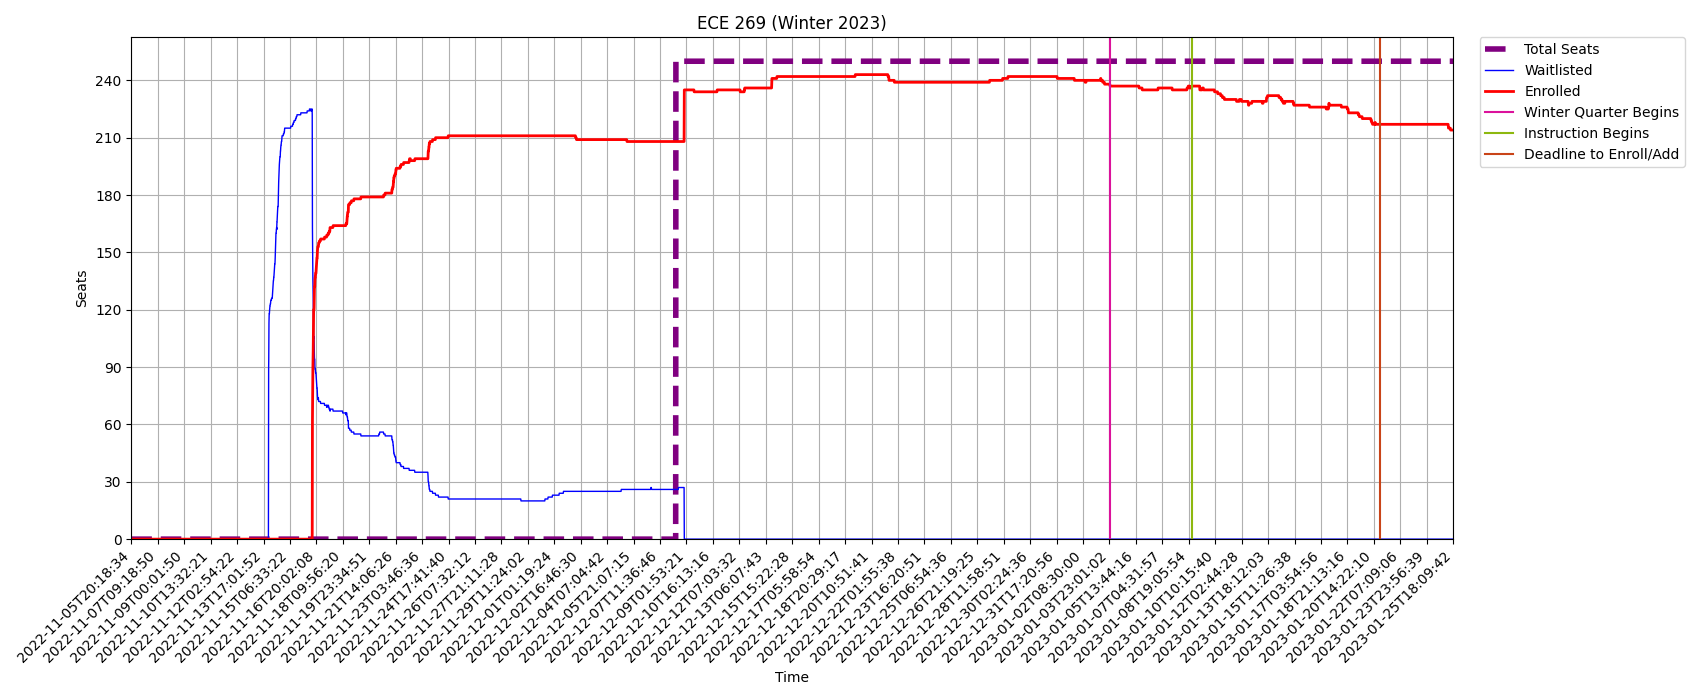 ECE 269 (Winter 2023)
Total Seats
Waitlisted
Enrolled
Winter Quarter Begins
Instruction Begins
Deadline to Enroll/Add
Seats
240
210
180
150
120
90
60
30
0
2022-11-05T20:18:34
2022-11-07T09:18:50
2022-11-09T00:01:50
2022-11-10T13:32:21
2022-11-12T02:54:22
2022-11-13T17:01:52
2022-11-15T06:33:22
2022-11-16T20:02:08
2022-11-18T09:56:20
2022-11-19T23:34:51
2022-11-21T14:06:26
2022-11-23T03:46:36
2022-11-24T17:41:40
2022-11-26T07:32:12
2022-11-27T21:11:28
2022-11-29T11:24:02
2022-12-01T01:19:24
2022-12-02T16:46:30
2022-12-04T07:04:42
2022-12-05T21:07:15
2022-12-07T11:36:46
2022-12-09T01:53:21
2022-12-10T16:13:16
2022-12-12T07:03:32
2022-12-13T16:07:43
2022-12-15T15:22:28
2022-12-17T05:58:54
2022-12-18T20:29:17
2022-12-20T10:51:41
2022-12-22T01:55:38
2022-12-23T16:20:51
2022-12-25T06:54:36
2022-12-26T21:19:25
2022-12-28T11:58:51
2022-12-30T02:24:36
2022-12-31T17:20:56
2023-01-02T08:30:00
2023-01-03T23:01:02
2023-01-05T13:44:16
2023-01-07T04:31:57
2023-01-08T19:05:54
2023-01-10T10:15:40
2023-01-12T02:44:28
2023-01-13T18:12:03
2023-01-15T11:26:38
2023-01-17T03:54:56
2023-01-18T21:13:16
2023-01-20T14:22:10
2023-01-22T07:09:06
2023-01-23T23:56:39
2023-01-25T18:09:42
Time